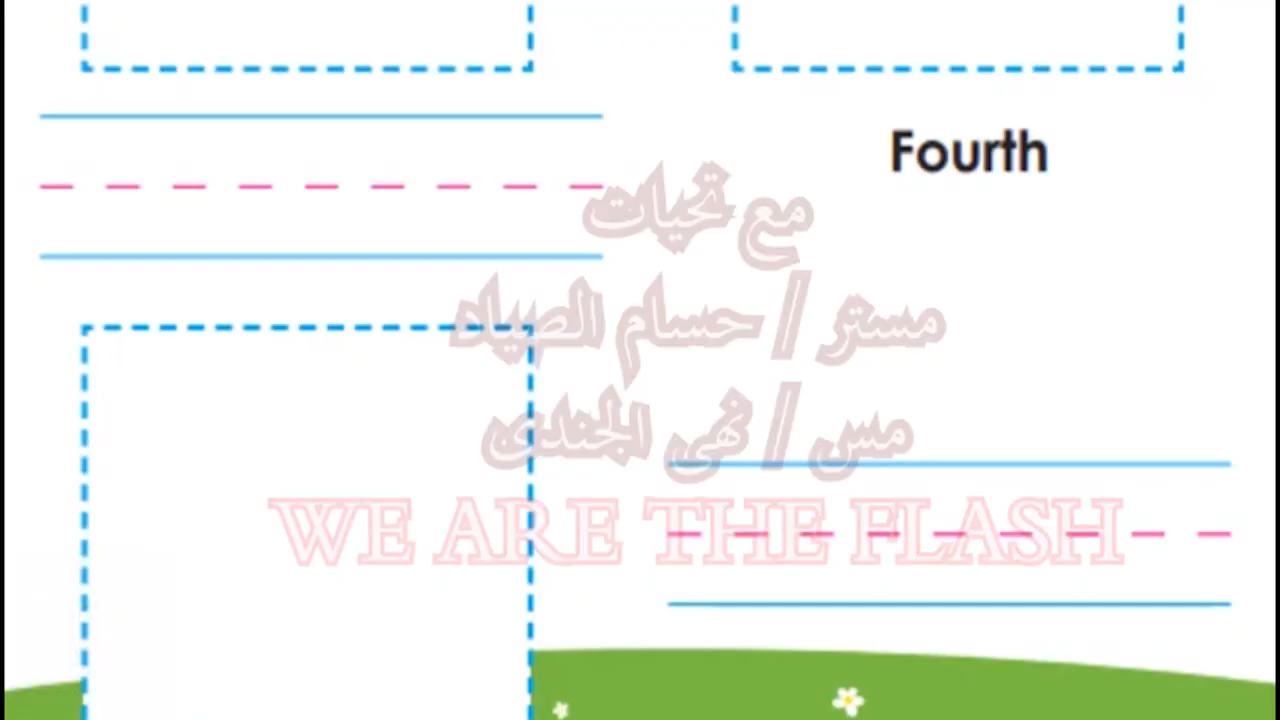 Fourth
مع تحيات
مستر / حسام الصياد
مس / نهى الجندى
WE ARE THE FLASH